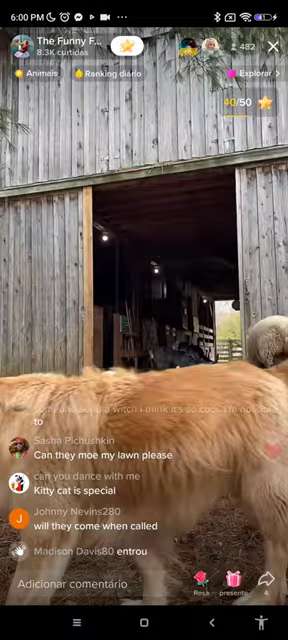 6:00 PM
The Funny F...
8.3K curtidas
482
Animais
Ranking diário
Explorar
40/50
to
Sasha Pichushkin
Can they moe my lawn please
can you dance with me
Kitty cat is special
J
Johnny Nevins280
will they come when called
Madison Davis80 entrou
Adicionar comentário
Rosa
presente
4